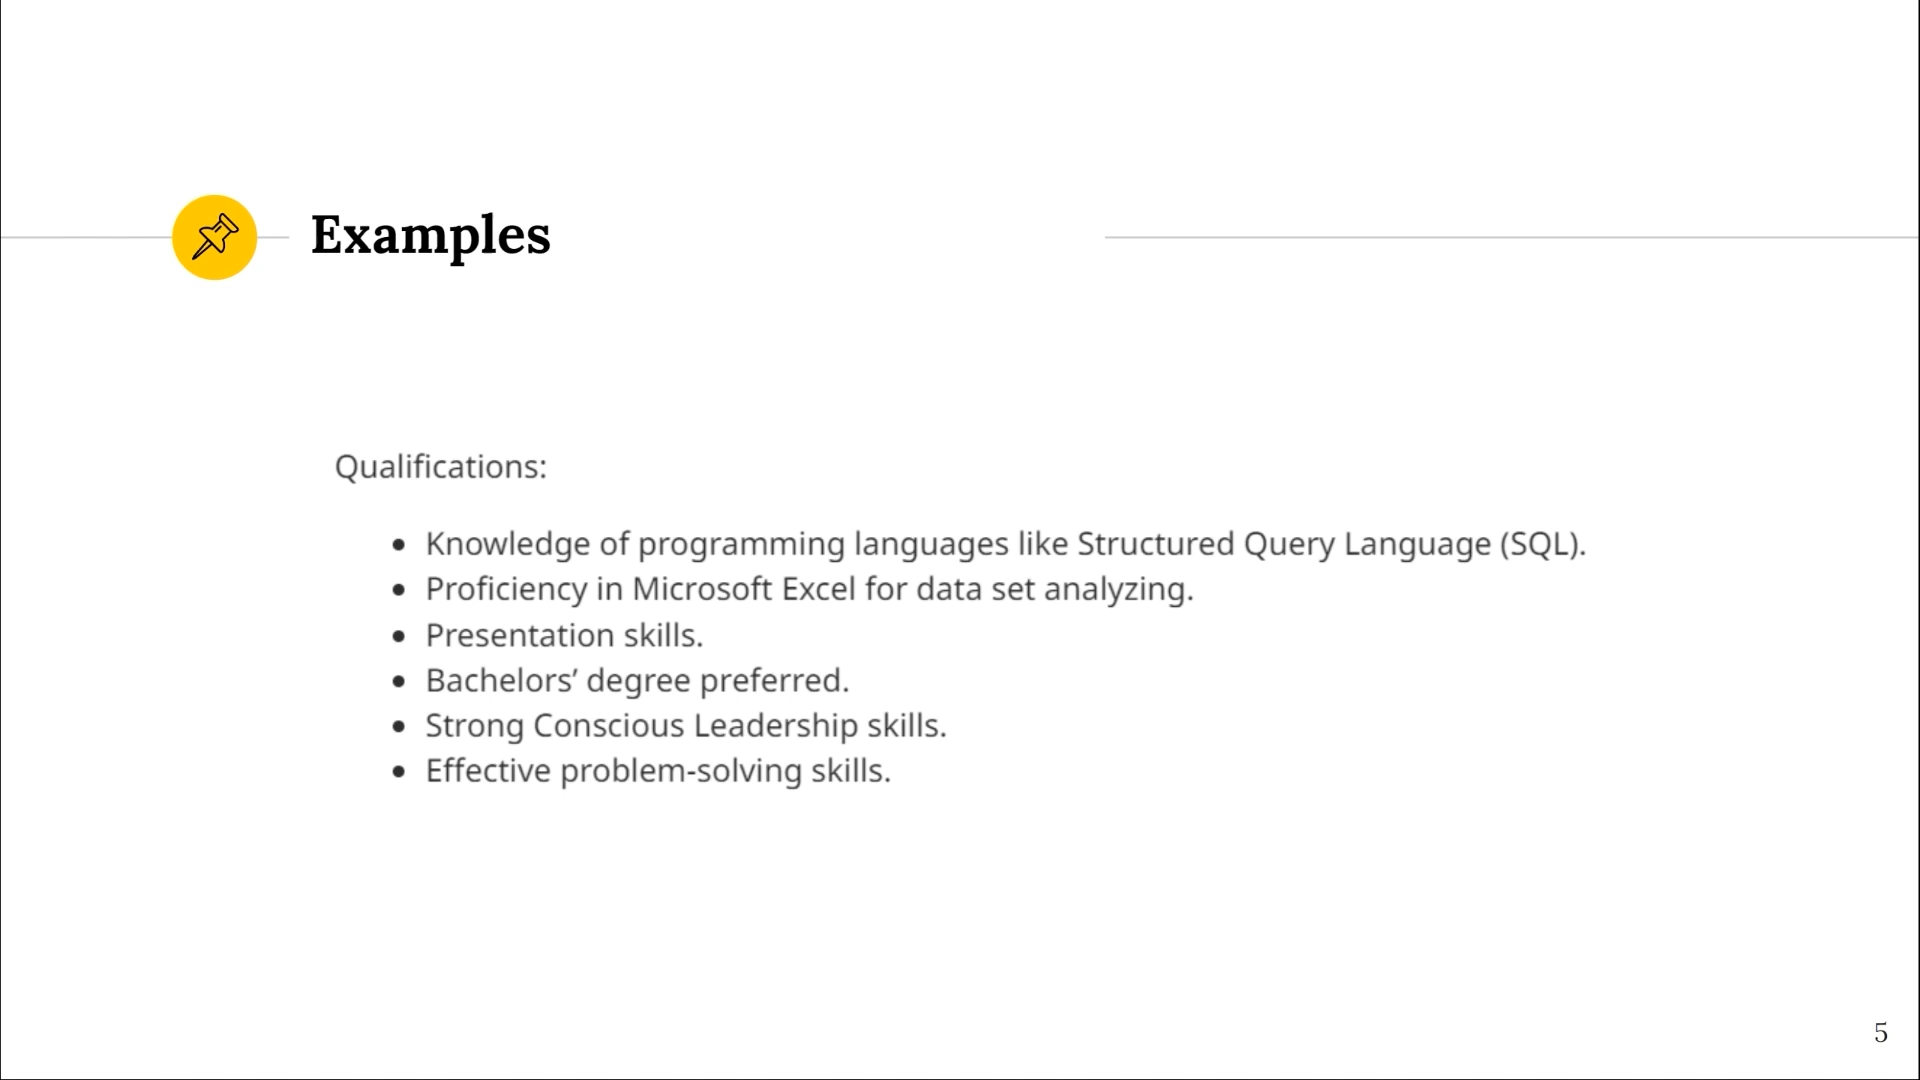 Examples
Qualifications:
• Knowledge of programming languages like Structured Query Language (SQL).
• Proficiency in Microsoft Excel for data set analyzing.
• Presentation skills.
• Bachelors’ degree preferred.
• Strong Conscious Leadership skills.
• Effective problem-solving skills.
5